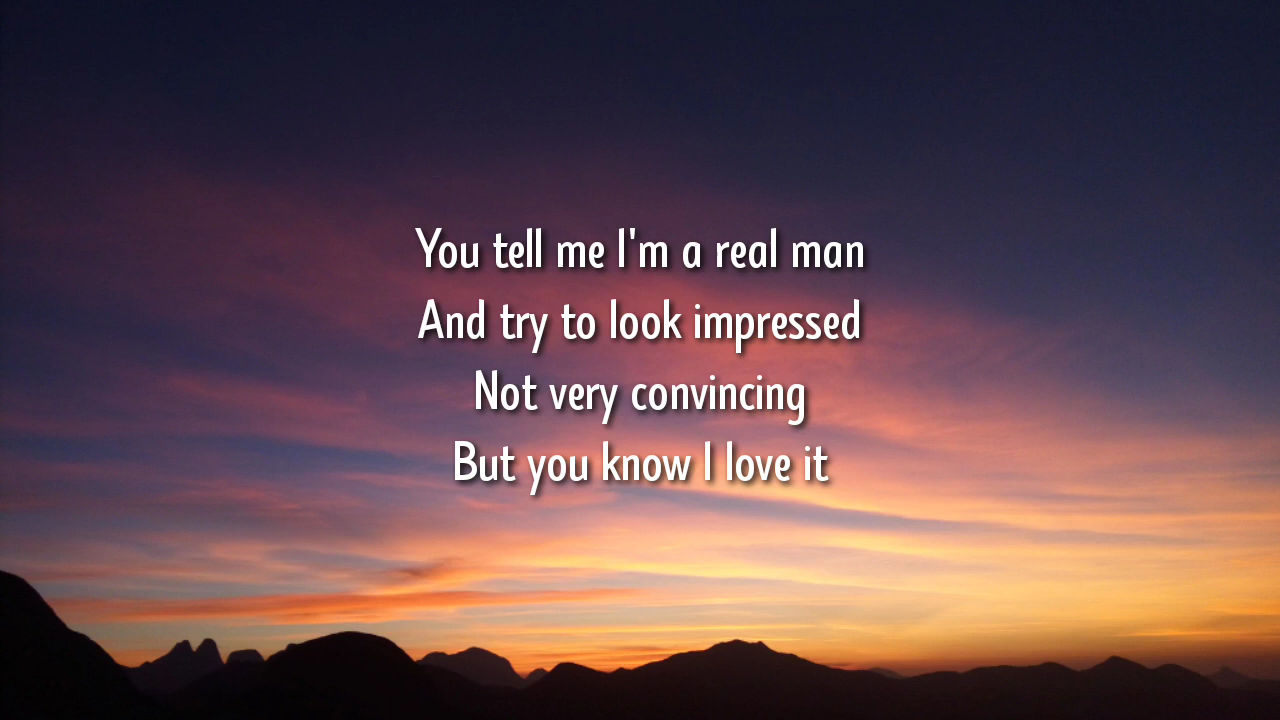 You tell me I'm a real man
And try to look impressed
Not very convincing
But you know I love it